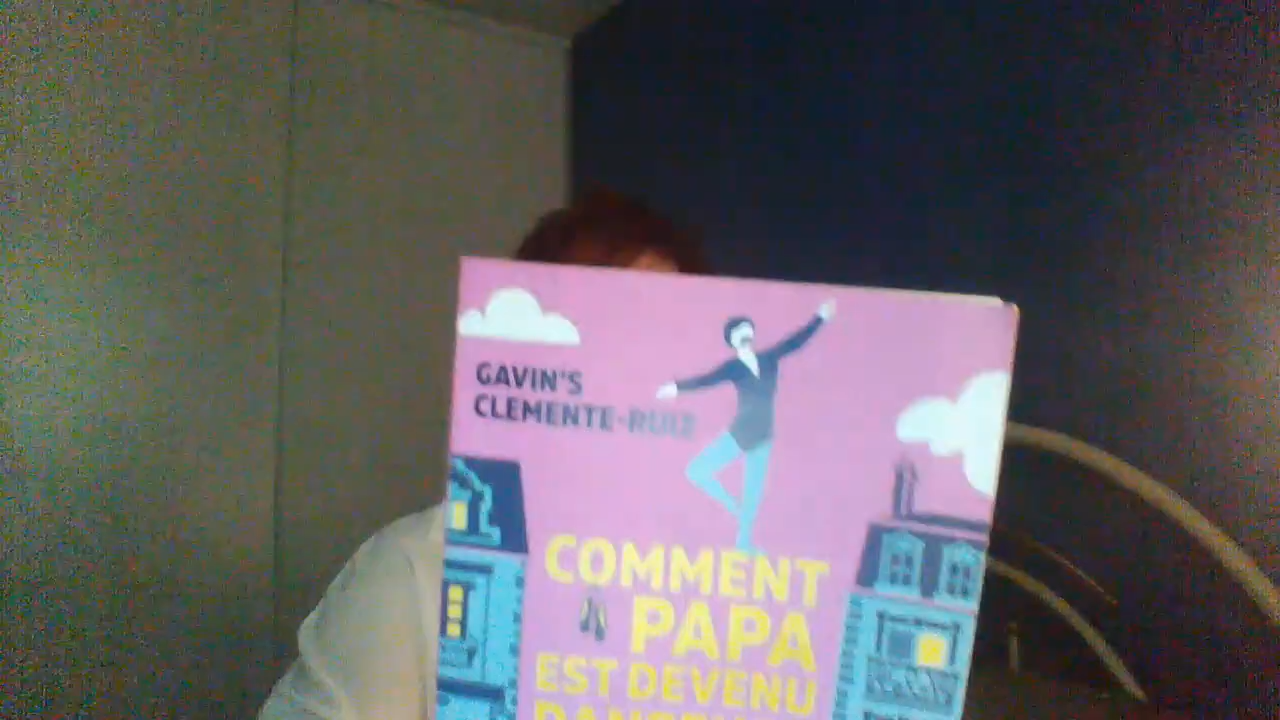 GAVIN'S
CLEMENTE-RUIZ
COMMENT
PAPA
EST DEVENU